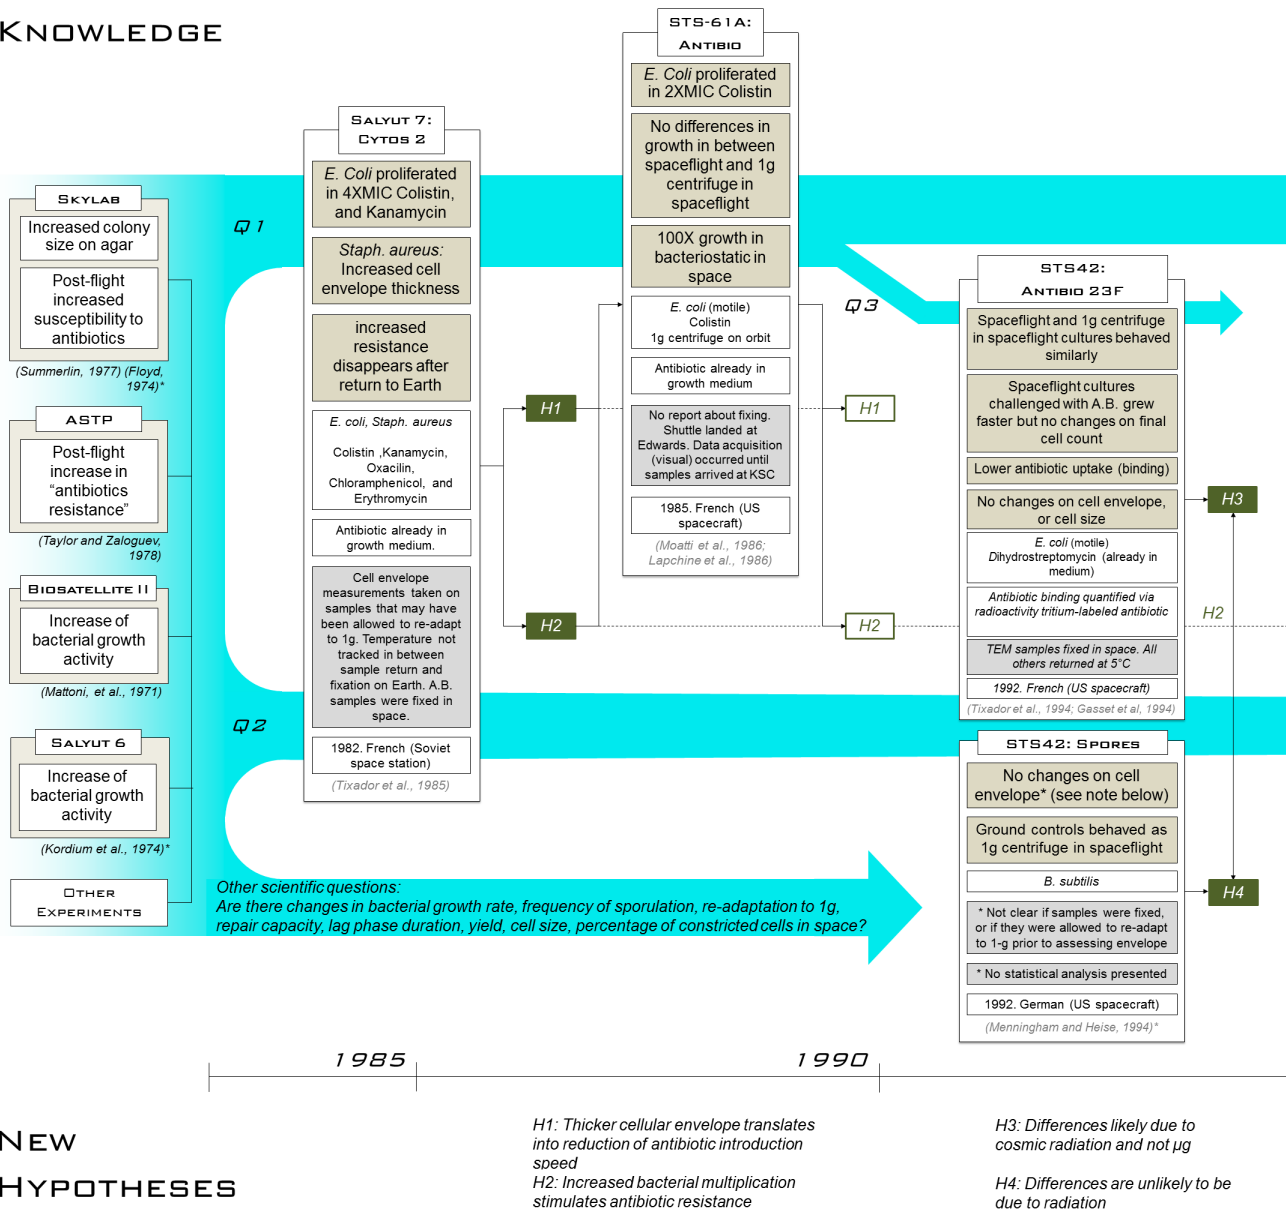 KNOWLEDGE
SKYLAB
Increased colony
size on agar
Post-flight
increased
susceptibility to
antibiotics
(Summerlin, 1977) (Floyd,
1974)*
ASTP
Post-flight
increase in
“antibiotics
resistance”
(Taylor and Zaloguev,
1978)
BIOSATELLITE II
Increase of
bacterial growth
activity
(Mattoni, et al., 1971)
SALYUT 6
Increase of
bacterial growth
activity
(Kordium et al., 1974)*
OTHER
EXPERIMENTS
Q1
Q2
Other scientific questions:
Are there changes in bacterial growth rate, frequency of sporulation, re-adaptation to 1g,
repair capacity, lag phase duration, yield, cell size, percentage of constricted cells in space?
SALYUT 7:
CYTOS 2
E. Coli proliferated
in 4XMIC Colistin,
and Kanamycin
Staph. aureus:
Increased cell
envelope thickness
increased
resistance
disappears after
return to Earth
E. coli, Staph. aureus
Colistin ,Kanamycin,
Oxacilin,
Chloramphenicol, and
Erythromycin
Antibiotic already in
growth medium.
Cell envelope
measurements taken on
samples that may have
been allowed to re-adapt
to 1g. Temperature not
tracked in between
sample return and
fixation on Earth. A.B.
samples were fixed in
space.
1982. French (Soviet
space station)
(Tixador et al., 1985)
H1
H2
STS-61A:
ANTIBIO
E. Coli proliferated
in 2XMIC Colistin
No differences in
growth in between
spaceflight and 1g
centrifuge in
spaceflight
100X growth in
bacteriostatic in
space
E. coli (motile)
Colistin
1g centrifuge on orbit
Antibiotic already in
growth medium
No report about fixing.
Shuttle landed at
Edwards. Data acquisition
(visual) occurred until
samples arrived at KSC
1985. French (US
spacecraft)
(Moatti et al., 1986;
Lapchine et al., 1986)
Q3
H1
H2
STS42:
ANTIBIO 23F
Spaceflight and 1g centrifuge
in spaceflight cultures behaved
similarly
Spaceflight cultures
challenged with A.B. grew
faster but no changes on final
cell count
Lower antibiotic uptake (binding)
No changes on cell envelope,
or cell size
E. coli (motile)
Dihydrostreptomycin (already in
medium)
Antibiotic binding quantified via
radioactivity tritium-labeled antibiotic
TEM samples fixed in space. All
others returned at 5°C
1992. French (US spacecraft)
(Tixador et al., 1994; Gasset et al, 1994)
H3
H2
STS42: SPORES
No changes on cell
envelope* (see note below)
Ground controls behaved as
1g centrifuge in spaceflight
B. subtilis
* Not clear if samples were fixed,
or if they were allowed to re-adapt
to 1-g prior to assessing envelope
* No statistical analysis presented
1992. German (US spacecraft)
(Menningham and Heise, 1994)*
H4
1985
1990
NEW
HYPOTHESES
H1: Thicker cellular envelope translates
into reduction of antibiotic introduction
speed
H2: Increased bacterial multiplication
stimulates antibiotic resistance
H3: Differences likely due to
cosmic radiation and not µg
H4: Differences are unlikely to be
due to radiation